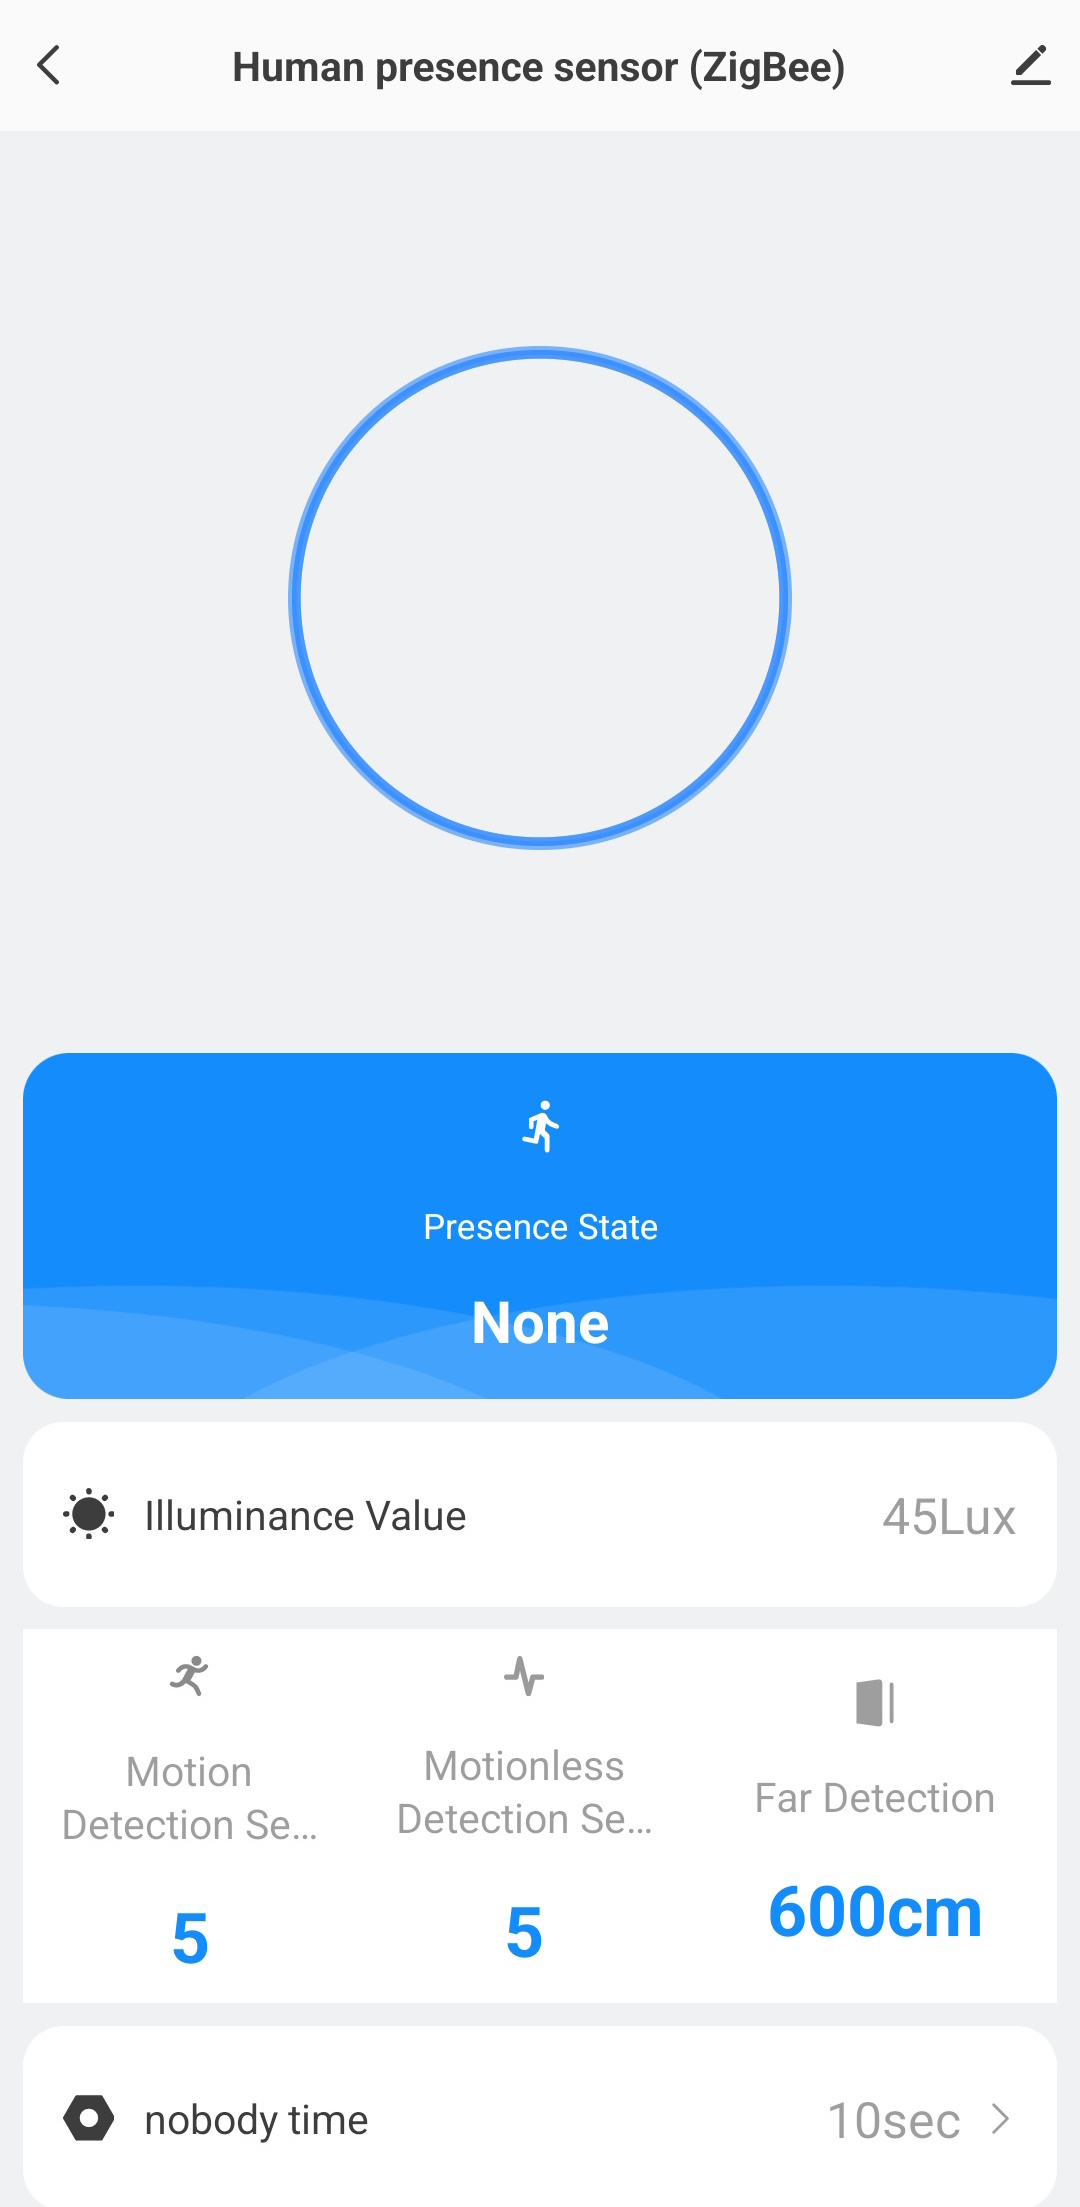 Human presence sensor (ZigBee)
Presence State
None
Illuminance Value
45Lux
Motion
Detection Se...
5
Motionless
Detection Se...
5
Far Detection
600cm
nobody time
10sec